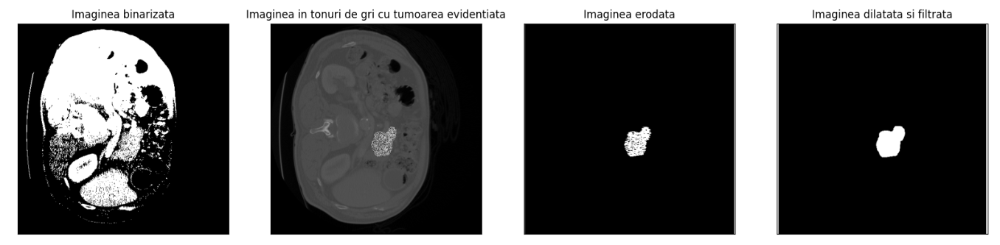 Imaginea binarizata
Imaginea in tonuri de gri cu tumoarea evidentiata
Imaginea erodata
Imaginea dilatata si filtrata